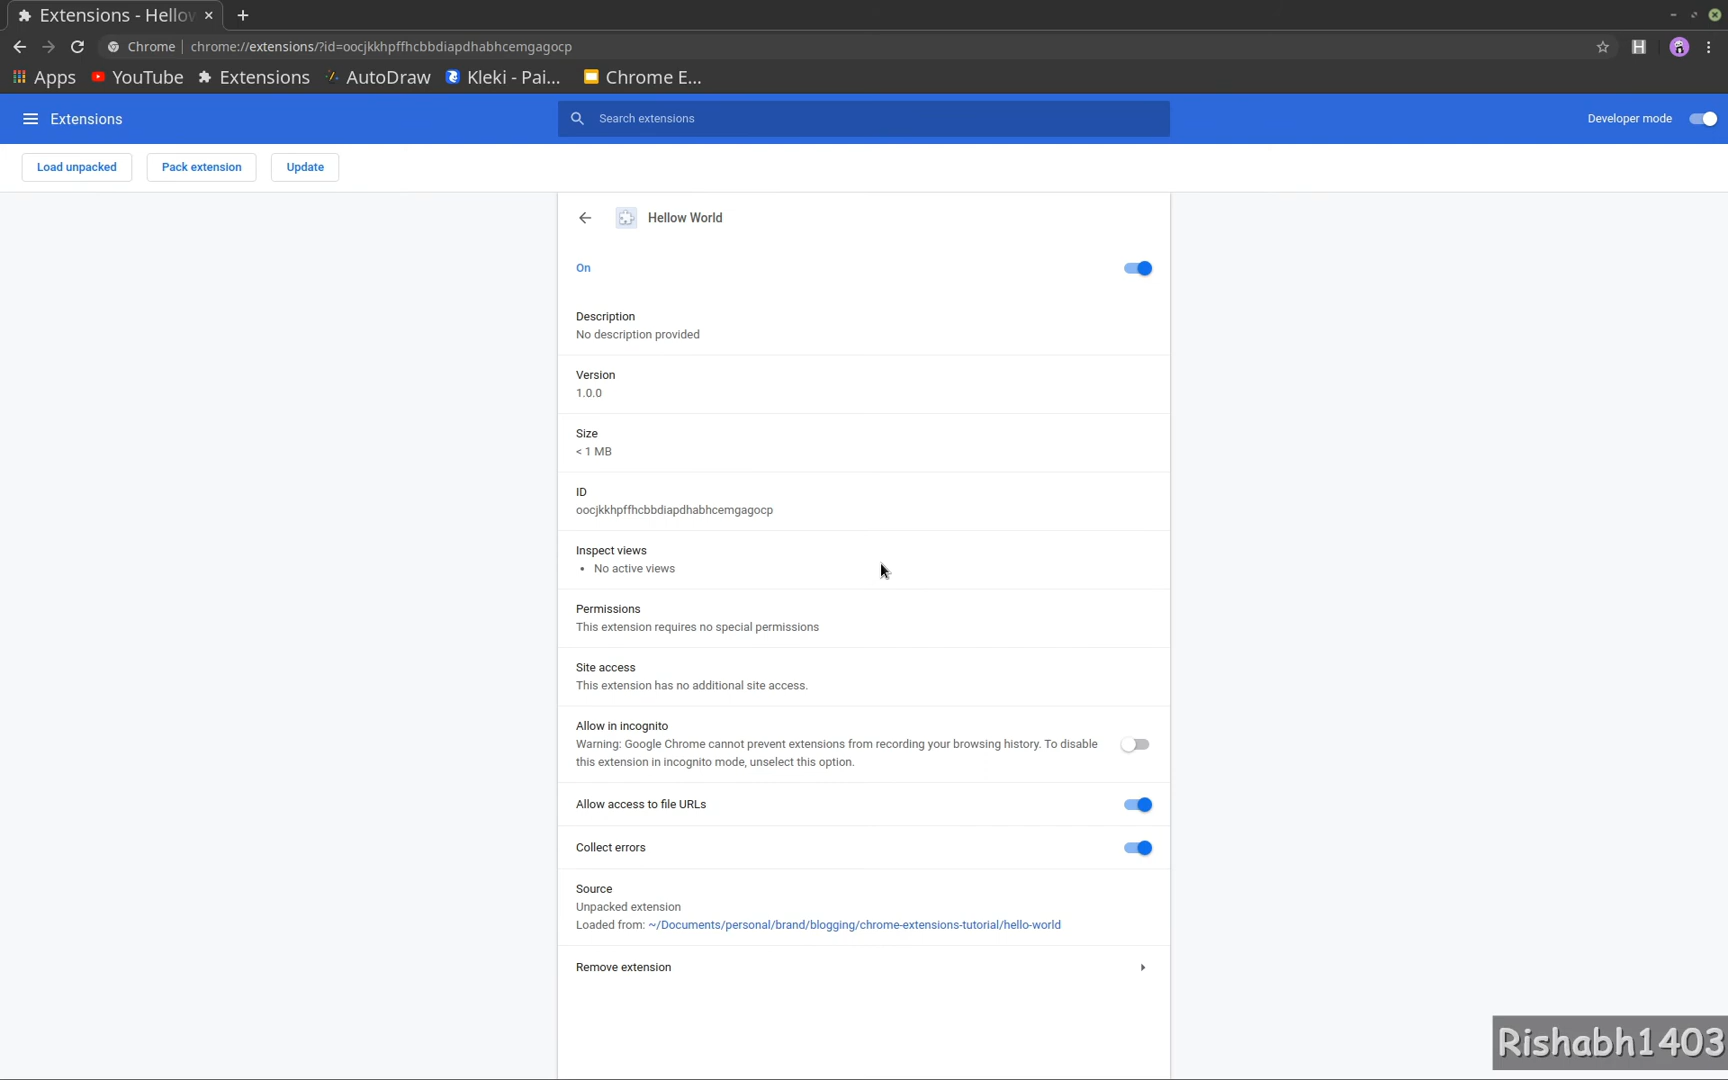 Extensions - Hellow
Chrome
chrome://extensions/?id=oocjkkhpffhcbbdiapdhabhcemgagocp
H
Apps
YouTube
Extensions
AutoDraw
Kleki - Pai...
Chrome E...
Extensions
Search extensions
Developer mode
Load unpacked
Pack extension
Update
Hellow World
On
Description
No description provided
Version
1.0.0
Size
< 1 MB
ID
oocjkkhpffhcbbdiapdhabhcemgagocp
Inspect views
• No active views
Permissions
This extension requires no special permissions
Site access
This extension has no additional site access.
Allow in incognito
Warning: Google Chrome cannot prevent extensions from recording your browsing history. To disable
this extension in incognito mode, unselect this option.
Allow access to file URLs
Collect errors
Source
Unpacked extension
Loaded from: ~/Documents/personal/brand/blogging/chrome-extensions-tutorial/hello-world
Remove extension
Rishabh1403